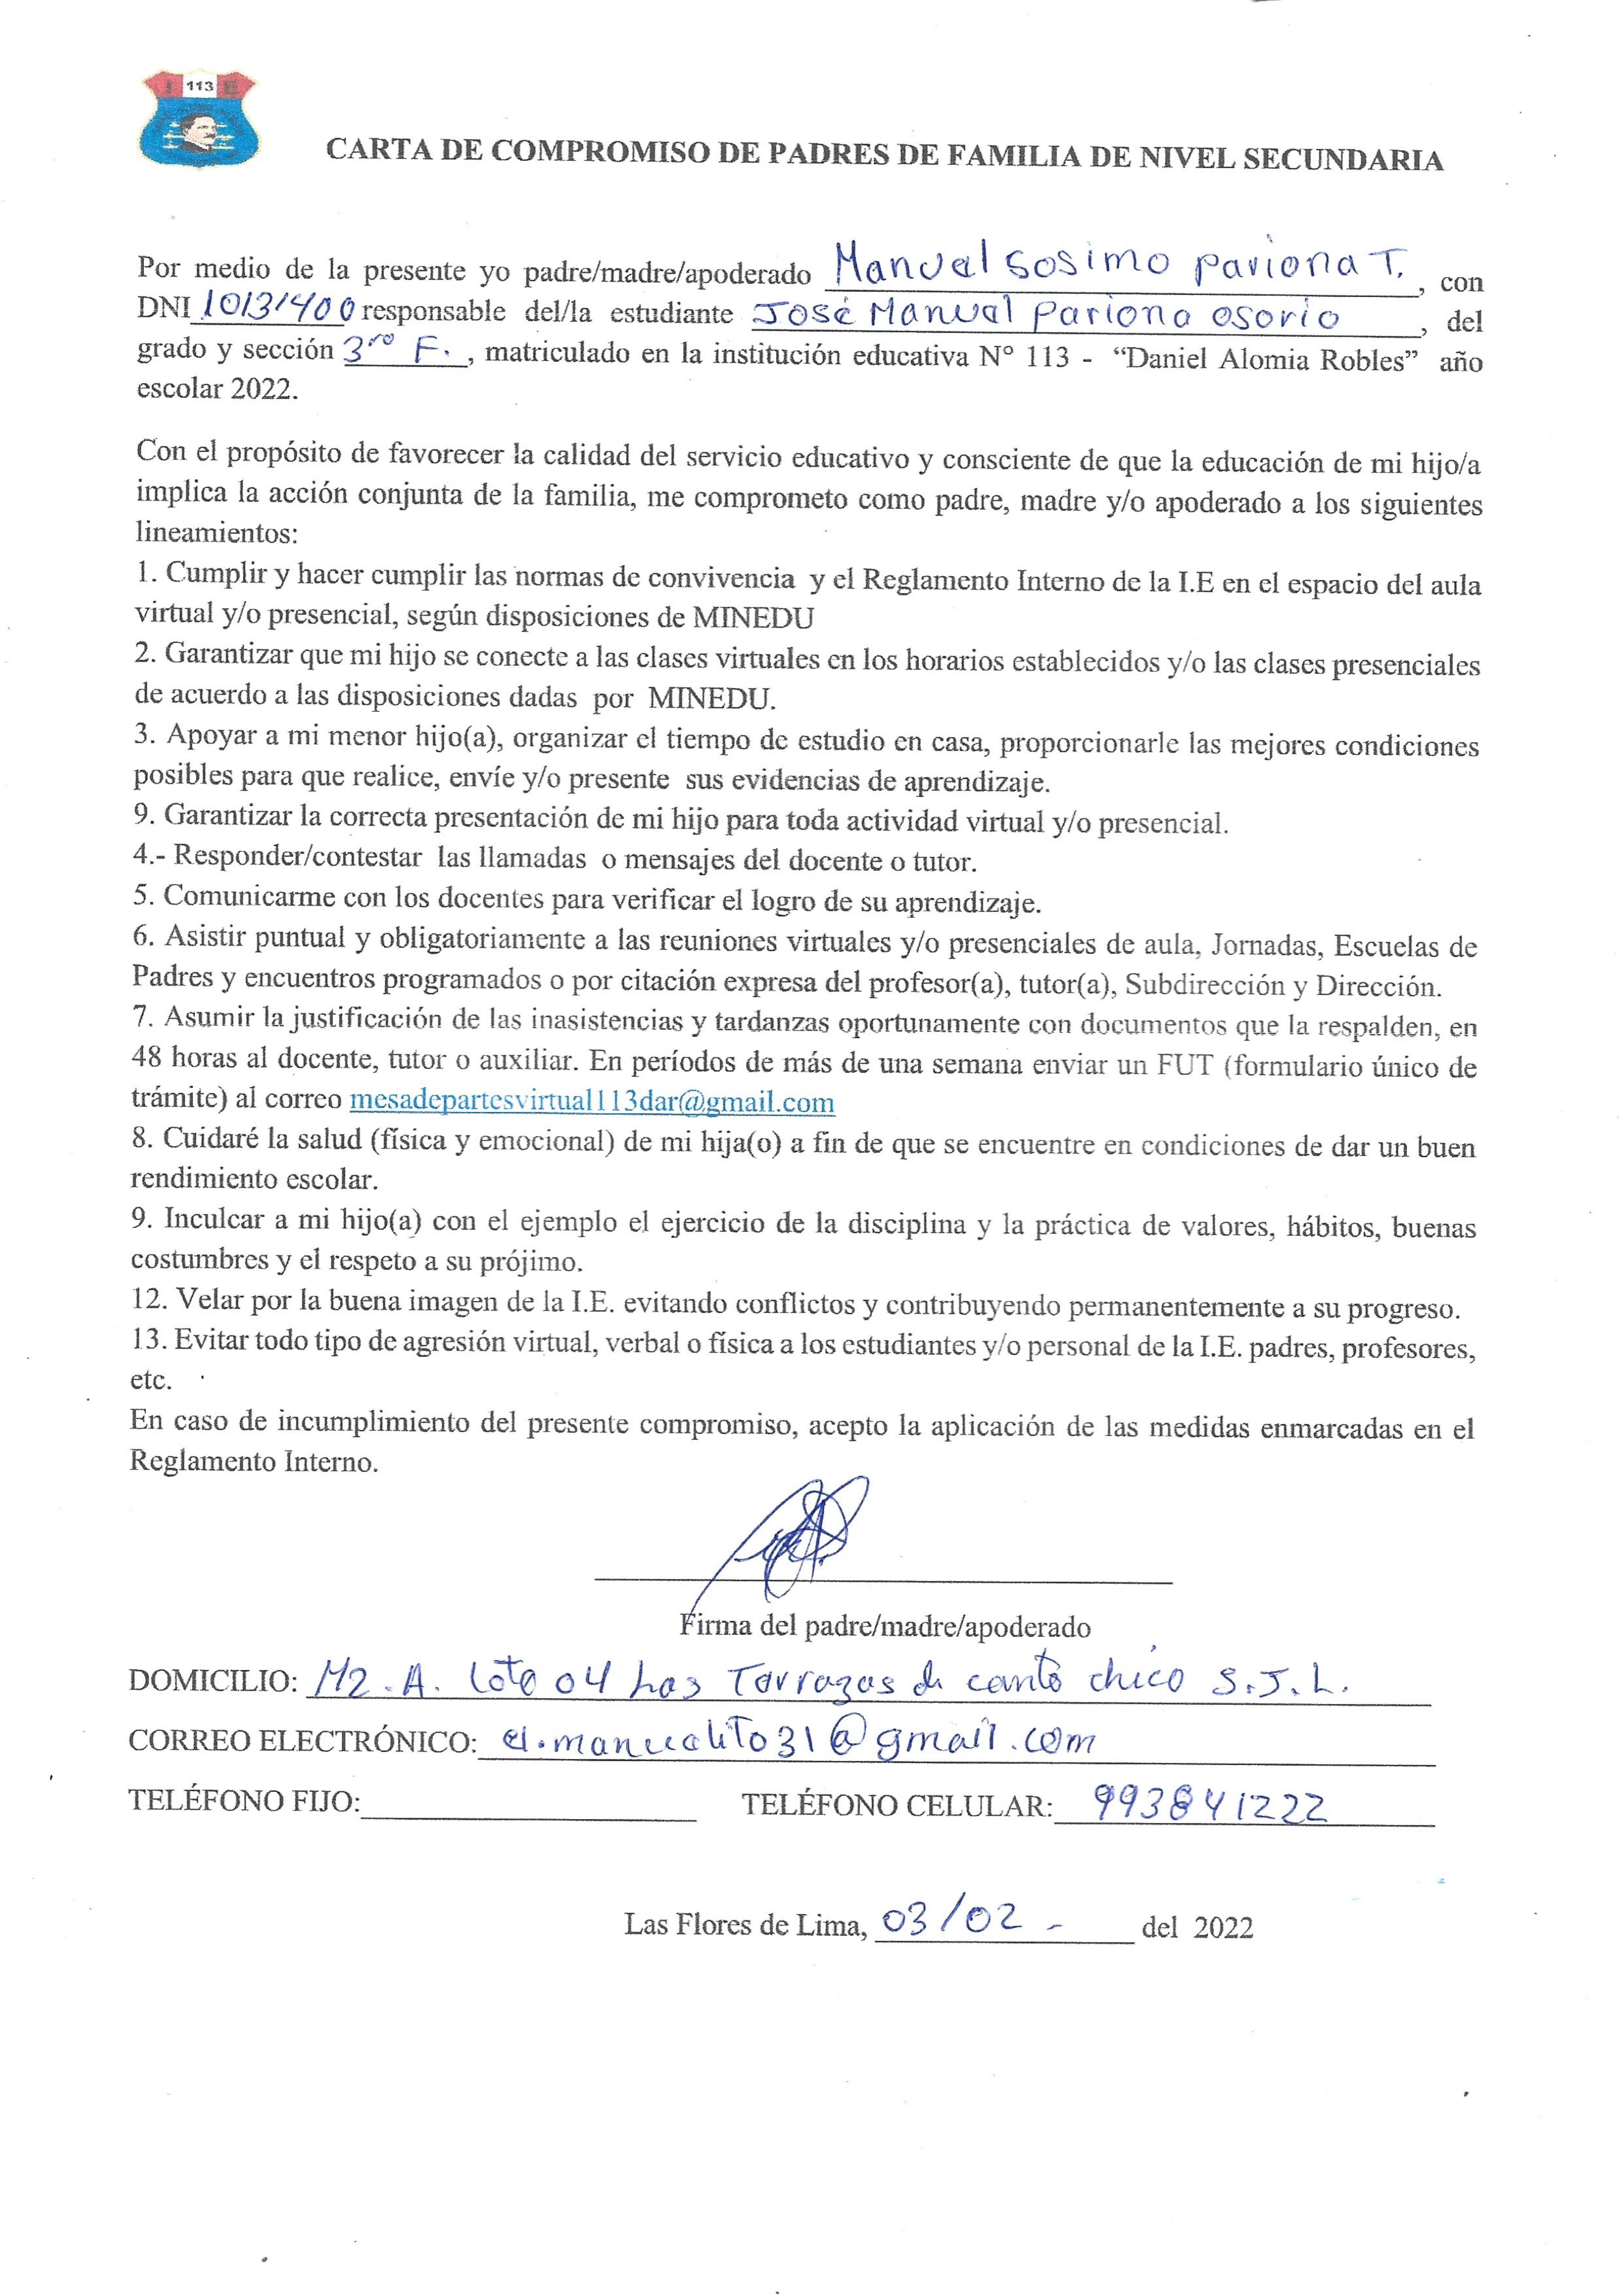 I 113 E
CARTA DE COMPROMISO DE PADRES DE FAMILIA DE NIVEL SECUNDARIA
Por medio de la presente yo padre/madre/apoderado Manual Sosimo Pariona T. , con
DNI 10131400 responsable del/la estudiante José Manual Pariona Osorio , del
grado y sección 3ro F. , matriculado en la institución educativa N° 113 - “Daniel Alomia Robles” año
escolar 2022.
Con el propósito de favorecer la calidad del servicio educativo y consciente de que la educación de mi hijo/a
implica la acción conjunta de la familia, me comprometo como padre, madre y/o apoderado a los siguientes
lineamientos:
1. Cumplir y hacer cumplir las normas de convivencia y el Reglamento Interno de la I.E en el espacio del aula
virtual y/o presencial, según disposiciones de MINEDU
2. Garantizar que mi hijo se conecte a las clases virtuales en los horarios establecidos y/o las clases presenciales
de acuerdo a las disposiciones dadas por MINEDU.
3. Apoyar a mi menor hijo(a), organizar el tiempo de estudio en casa, proporcionarle las mejores condiciones
posibles para que realice, envíe y/o presente sus evidencias de aprendizaje.
9. Garantizar la correcta presentación de mi hijo para toda actividad virtual y/o presencial.
4.- Responder/contestar las llamadas o mensajes del docente o tutor.
5. Comunicarme con los docentes para verificar el logro de su aprendizaje.
6. Asistir puntual y obligatoriamente a las reuniones virtuales y/o presenciales de aula, Jornadas, Escuelas de
Padres y encuentros programados o por citación expresa del profesor(a), tutor(a), Subdirección y Dirección.
7. Asumir la justificación de las inasistencias y tardanzas oportunamente con documentos que la respalden, en
48 horas al docente, tutor o auxiliar. En períodos de más de una semana enviar un FUT (formulario único de
trámite) al correo mesadepartesvirtual113dar@gmail.com
8. Cuidaré la salud (física y emocional) de mi hija(o) a fin de que se encuentre en condiciones de dar un buen
rendimiento escolar.
9. Inculcar a mi hijo(a) con el ejemplo el ejercicio de la disciplina y la práctica de valores, hábitos, buenas
costumbres y el respeto a su prójimo.
12. Velar por la buena imagen de la I.E. evitando conflictos y contribuyendo permanentemente a su progreso.
13. Evitar todo tipo de agresión virtual, verbal o física a los estudiantes y/o personal de la I.E. padres, profesores,
etc.
En caso de incumplimiento del presente compromiso, acepto la aplicación de las medidas enmarcadas en el
Reglamento Interno.
Firma del padre/madre/apoderado
DOMICILIO: MZ. A. lote 04 Las Tarrazas de canto chico S.J.L.
CORREO ELECTRÓNICO: el.manuelito31@gmail.com
TELÉFONO FIJO: TELÉFONO CELULAR: 993841222
Las Flores de Lima, 03/02 - del 2022